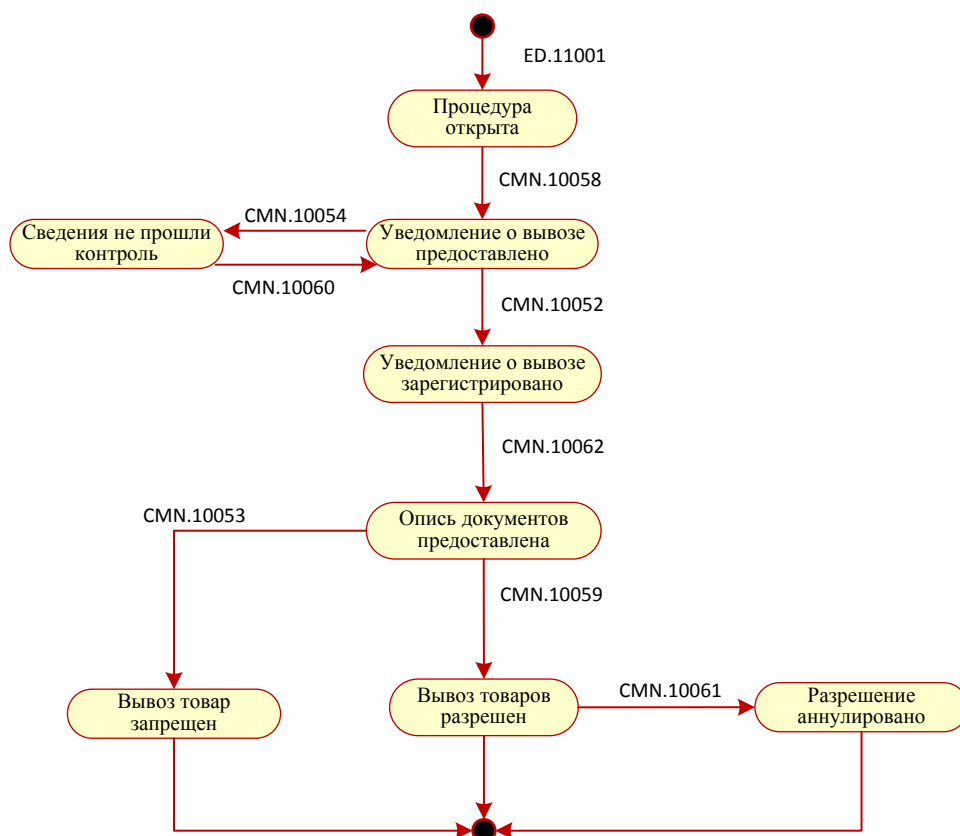 ED.11001
Процедура
открыта
CMN.10058
CMN.10054
Сведения не прошли
контроль
Уведомление о вывозе
предоставлено
CMN.10060
CMN.10052
Уведомление о вывозе
зарегистрировано
CMN.10062
CMN.10053
Опись документов
предоставлена
CMN.10059
CMN.10061
Вывоз товар
запрещен
Вывоз товаров
разрешен
Разрешение
аннулировано